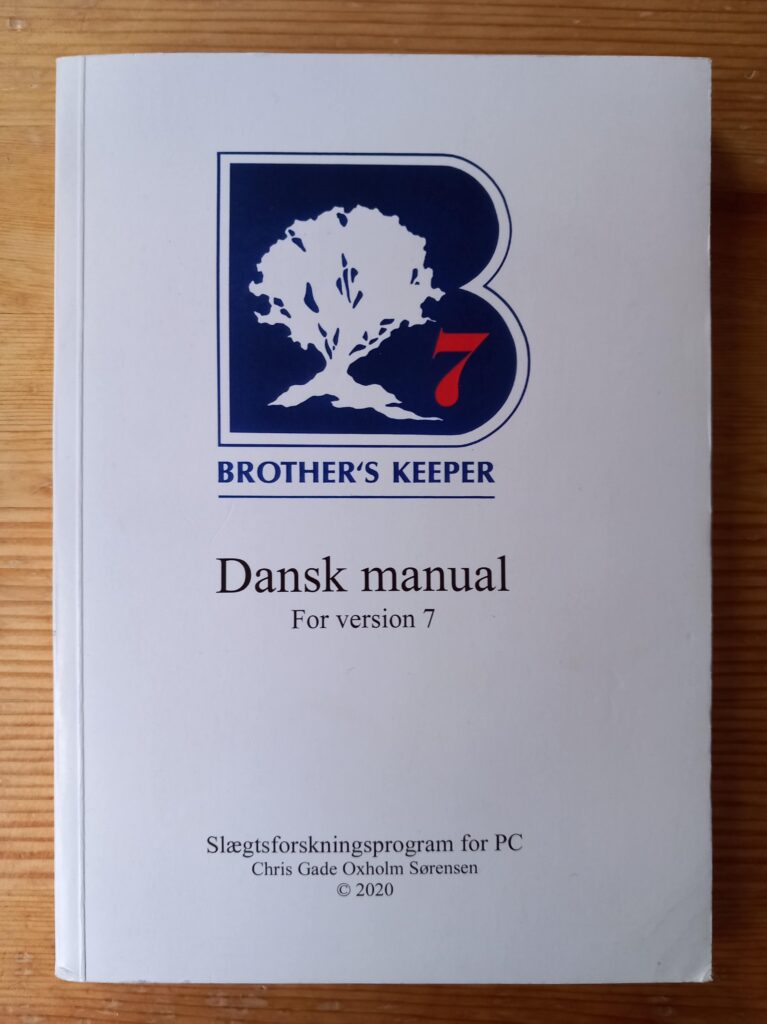 7
BROTHER'S KEEPER
Dansk manual
For version 7
Slægtsforskningsprogram for PC
Chris Gade Oxholm Sørensen
© 2020